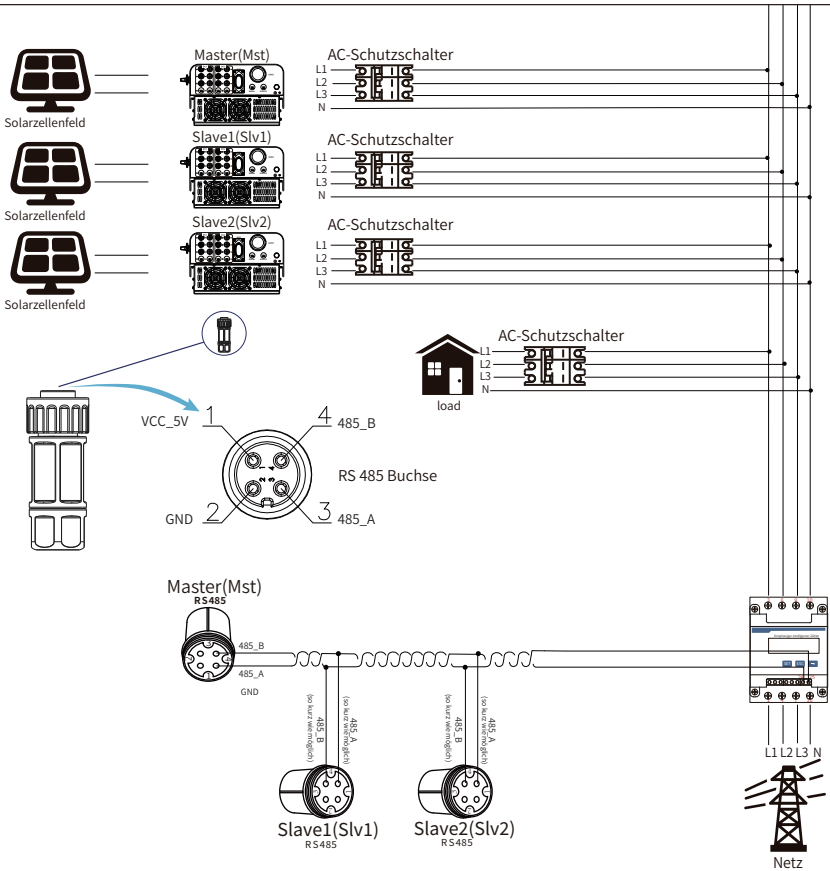 Master(Mst)
AC-Schutzschalter
L1
L2
L3
N
Solarzellenfeld
Slave1(Slv1)
AC-Schutzschalter
L1
L2
L3
N
Solarzellenfeld
Slave2(Slv2)
AC-Schutzschalter
L1
L2
L3
N
Solarzellenfeld
AC-Schutzschalter
L1
L2
L3
N
load
VCC_5V
1
4
485_B
1
4
2
3
RS 485 Buchse
GND
2
3
485_A
Master(Mst)
RS485
485_B
485_A
GND
485_B
(so kurz wie möglich)
485_A
(so kurz wie möglich)
485_B
(so kurz wie möglich)
485_A
(so kurz wie möglich)
Slave1(Slv1)
RS485
Slave2(Slv2)
RS485
L1 L2 L3 N
Netz